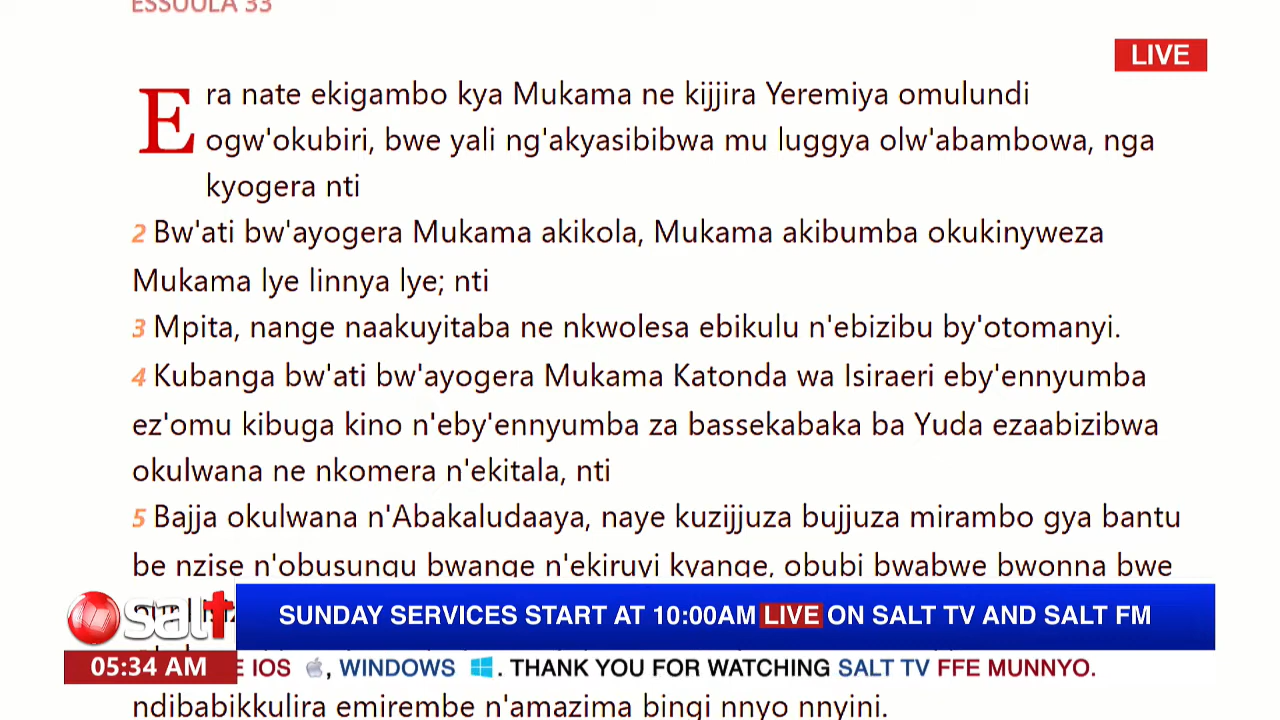 ESSUULA 33
LIVE
Era nate ekigambo kya Mukama ne kijjira Yeremiya omulundi
ogw'okubiri, bwe yali ng'akyasibibwa mu luggya olw'abambowa, nga
kyogera nti
2 Bw'ati bw'ayogera Mukama akikola, Mukama akibumba okukinyweza
Mukama lye linnya lye; nti
3 Mpita, nange naakuyitaba ne nkwolesa ebikulu n'ebizibu by'otomanyi.
4 Kubanga bw'ati bw'ayogera Mukama Katonda wa Isiraeri eby'ennyumba
ez'omu kibuga kino n'eby'ennyumba za bassekabaka ba Yuda ezaabizibwa
okulwana ne nkomera n'ekitala, nti
5 Bajja okulwana n'Abakaludaaya, naye kuzijjuza bujjuza mirambo gya bantu
be nzise n'obusungu bwange n'ekiruyi kyange, obubi bwabwe bwonna bwe
salt
SUNDAY SERVICES START AT 10:00AM LIVE ON SALT TV AND SALT FM
05:34 AM
E IOS , WINDOWS . THANK YOU FOR WATCHING SALT TV FFE MUNNYO.
ndibabikkulira emirembe n'amazima bingi nnyo nnyini.